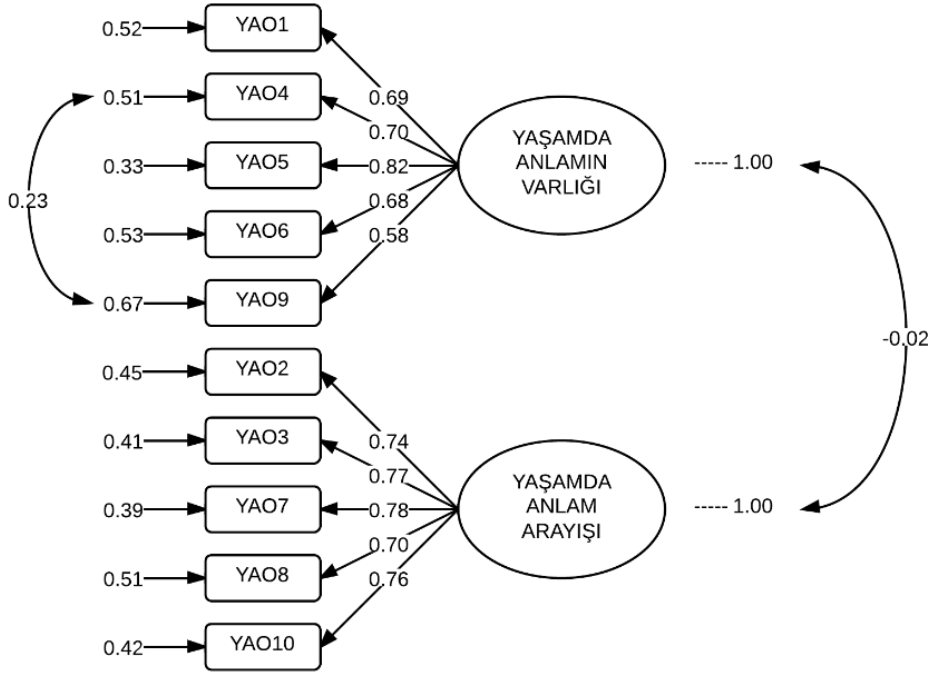 0.52 YAO1
0.51 YAO4 0.69
0.70
YAŞAMDA
ANLAMIN
VARLIĞI
0.33 YAO5 0.82 ----- 1.00
0.23
0.68
0.53 YAO6 0.58
0.67 YAO9
-0.02
0.45 YAO2
0.41 YAO3 0.74
0.77
YAŞAMDA
ANLAM
ARAYIŞI
0.39 YAO7 0.78 ----- 1.00
0.70
0.51 YAO8 0.76
0.42 YAO10